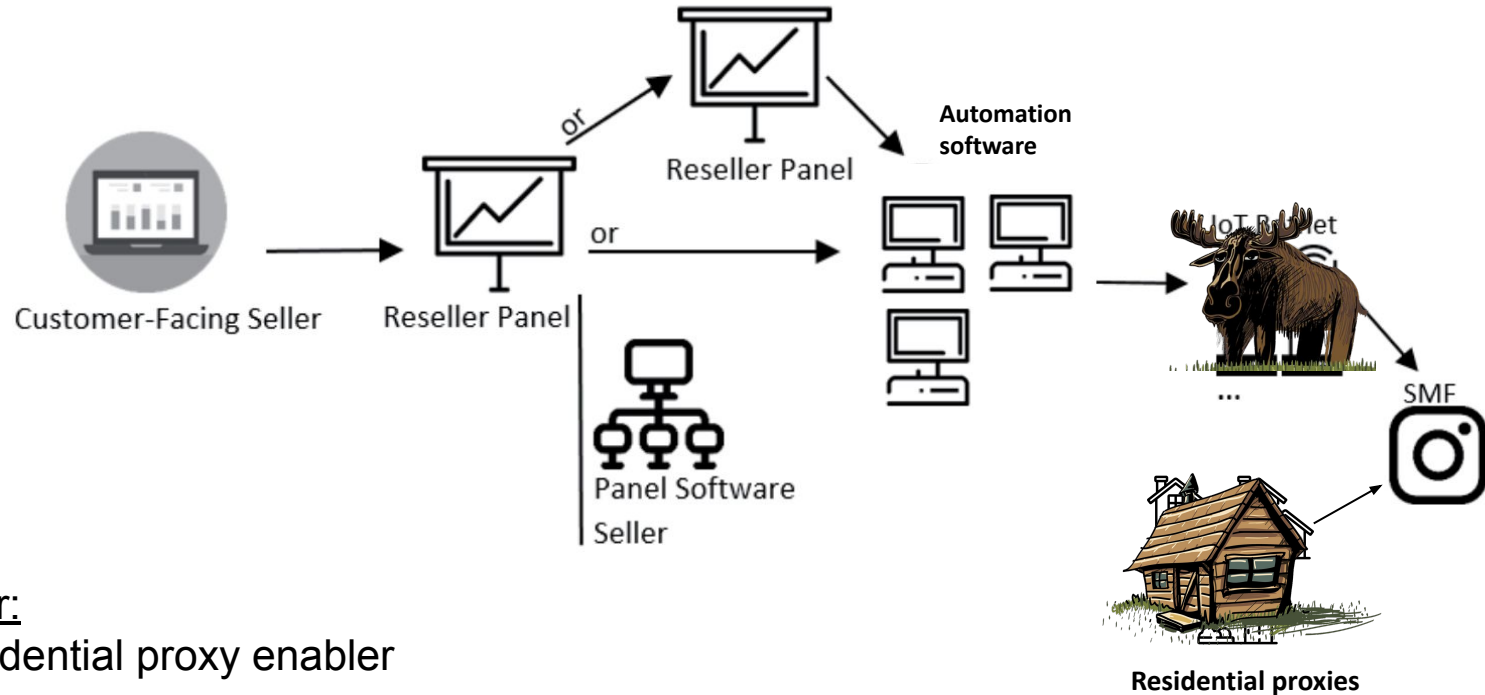 or
Reseller Panel
Automation
software
or
Customer-Facing Seller
Reseller Panel
IoT
...
SMF
Panel Software
Seller
r:
dential proxy enabler
Residential proxies